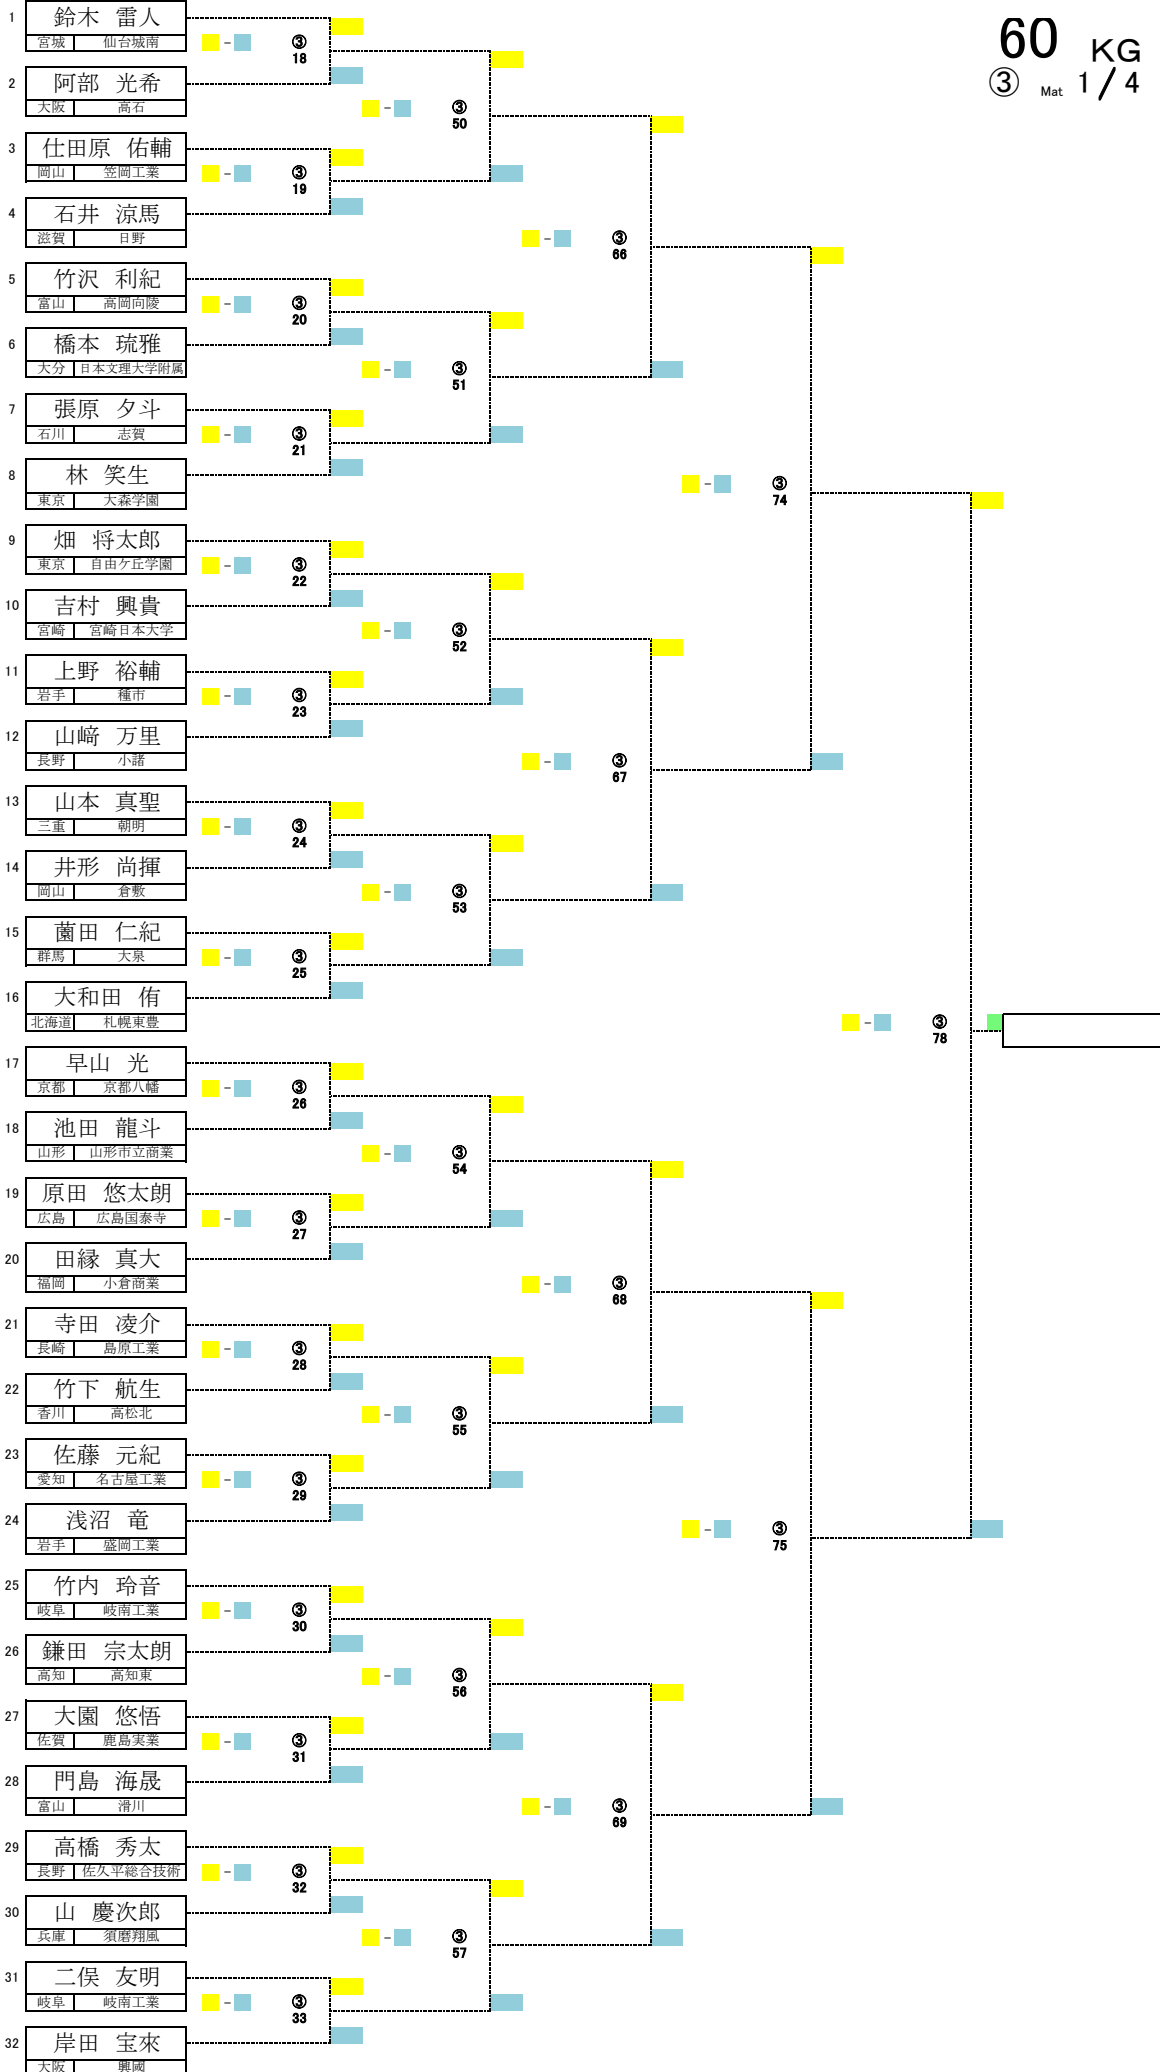 60 KG
③ Mat 1/4
1 鈴木 雷人
宮城 仙台城南
- ③
18
2 阿部 光希
大阪 高石
- ③
50
3 仕田原 佑輔
岡山 笠岡工業
- ③
19
4 石井 涼馬
滋賀 日野
- ③
66
5 竹沢 利紀
富山 高岡向陵
- ③
20
6 橋本 琉雅
大分 日本文理大学附属
- ③
51
7 張原 夕斗
石川 志賀
- ③
21
8 林 笑生
東京 大森学園
- ③
74
9 畑 将太郎
東京 自由ケ丘学園
- ③
22
10 吉村 興貴
宮崎 宮崎日本大学
- ③
52
11 上野 裕輔
岩手 種市
- ③
23
12 山﨑 万里
長野 小諸
- ③
67
13 山本 真聖
三重 朝明
- ③
24
14 井形 尚揮
岡山 倉敷
- ③
53
15 薗田 仁紀
群馬 大泉
- ③
25
16 大和田 侑
北海道 札幌東豊
- ③
78
17 早山 光
京都 京都八幡
- ③
26
18 池田 龍斗
山形 山形市立商業
- ③
54
19 原田 悠太朗
広島 広島国泰寺
- ③
27
20 田縁 真大
福岡 小倉商業
- ③
68
21 寺田 凌介
長崎 島原工業
- ③
28
22 竹下 航生
香川 高松北
- ③
55
23 佐藤 元紀
愛知 名古屋工業
- ③
29
24 浅沼 竜
岩手 盛岡工業
- ③
75
25 竹内 玲音
岐阜 岐南工業
- ③
30
26 鎌田 宗太朗
高知 高知東
- ③
56
27 大園 悠悟
佐賀 鹿島実業
- ③
31
28 門島 海晟
富山 滑川
- ③
69
29 高橋 秀太
長野 佐久平総合技術
- ③
32
30 山 慶次郎
兵庫 須磨翔風
- ③
57
31 二俣 友明
岐阜 岐南工業
- ③
33
32 岸田 宝來
大阪 興國